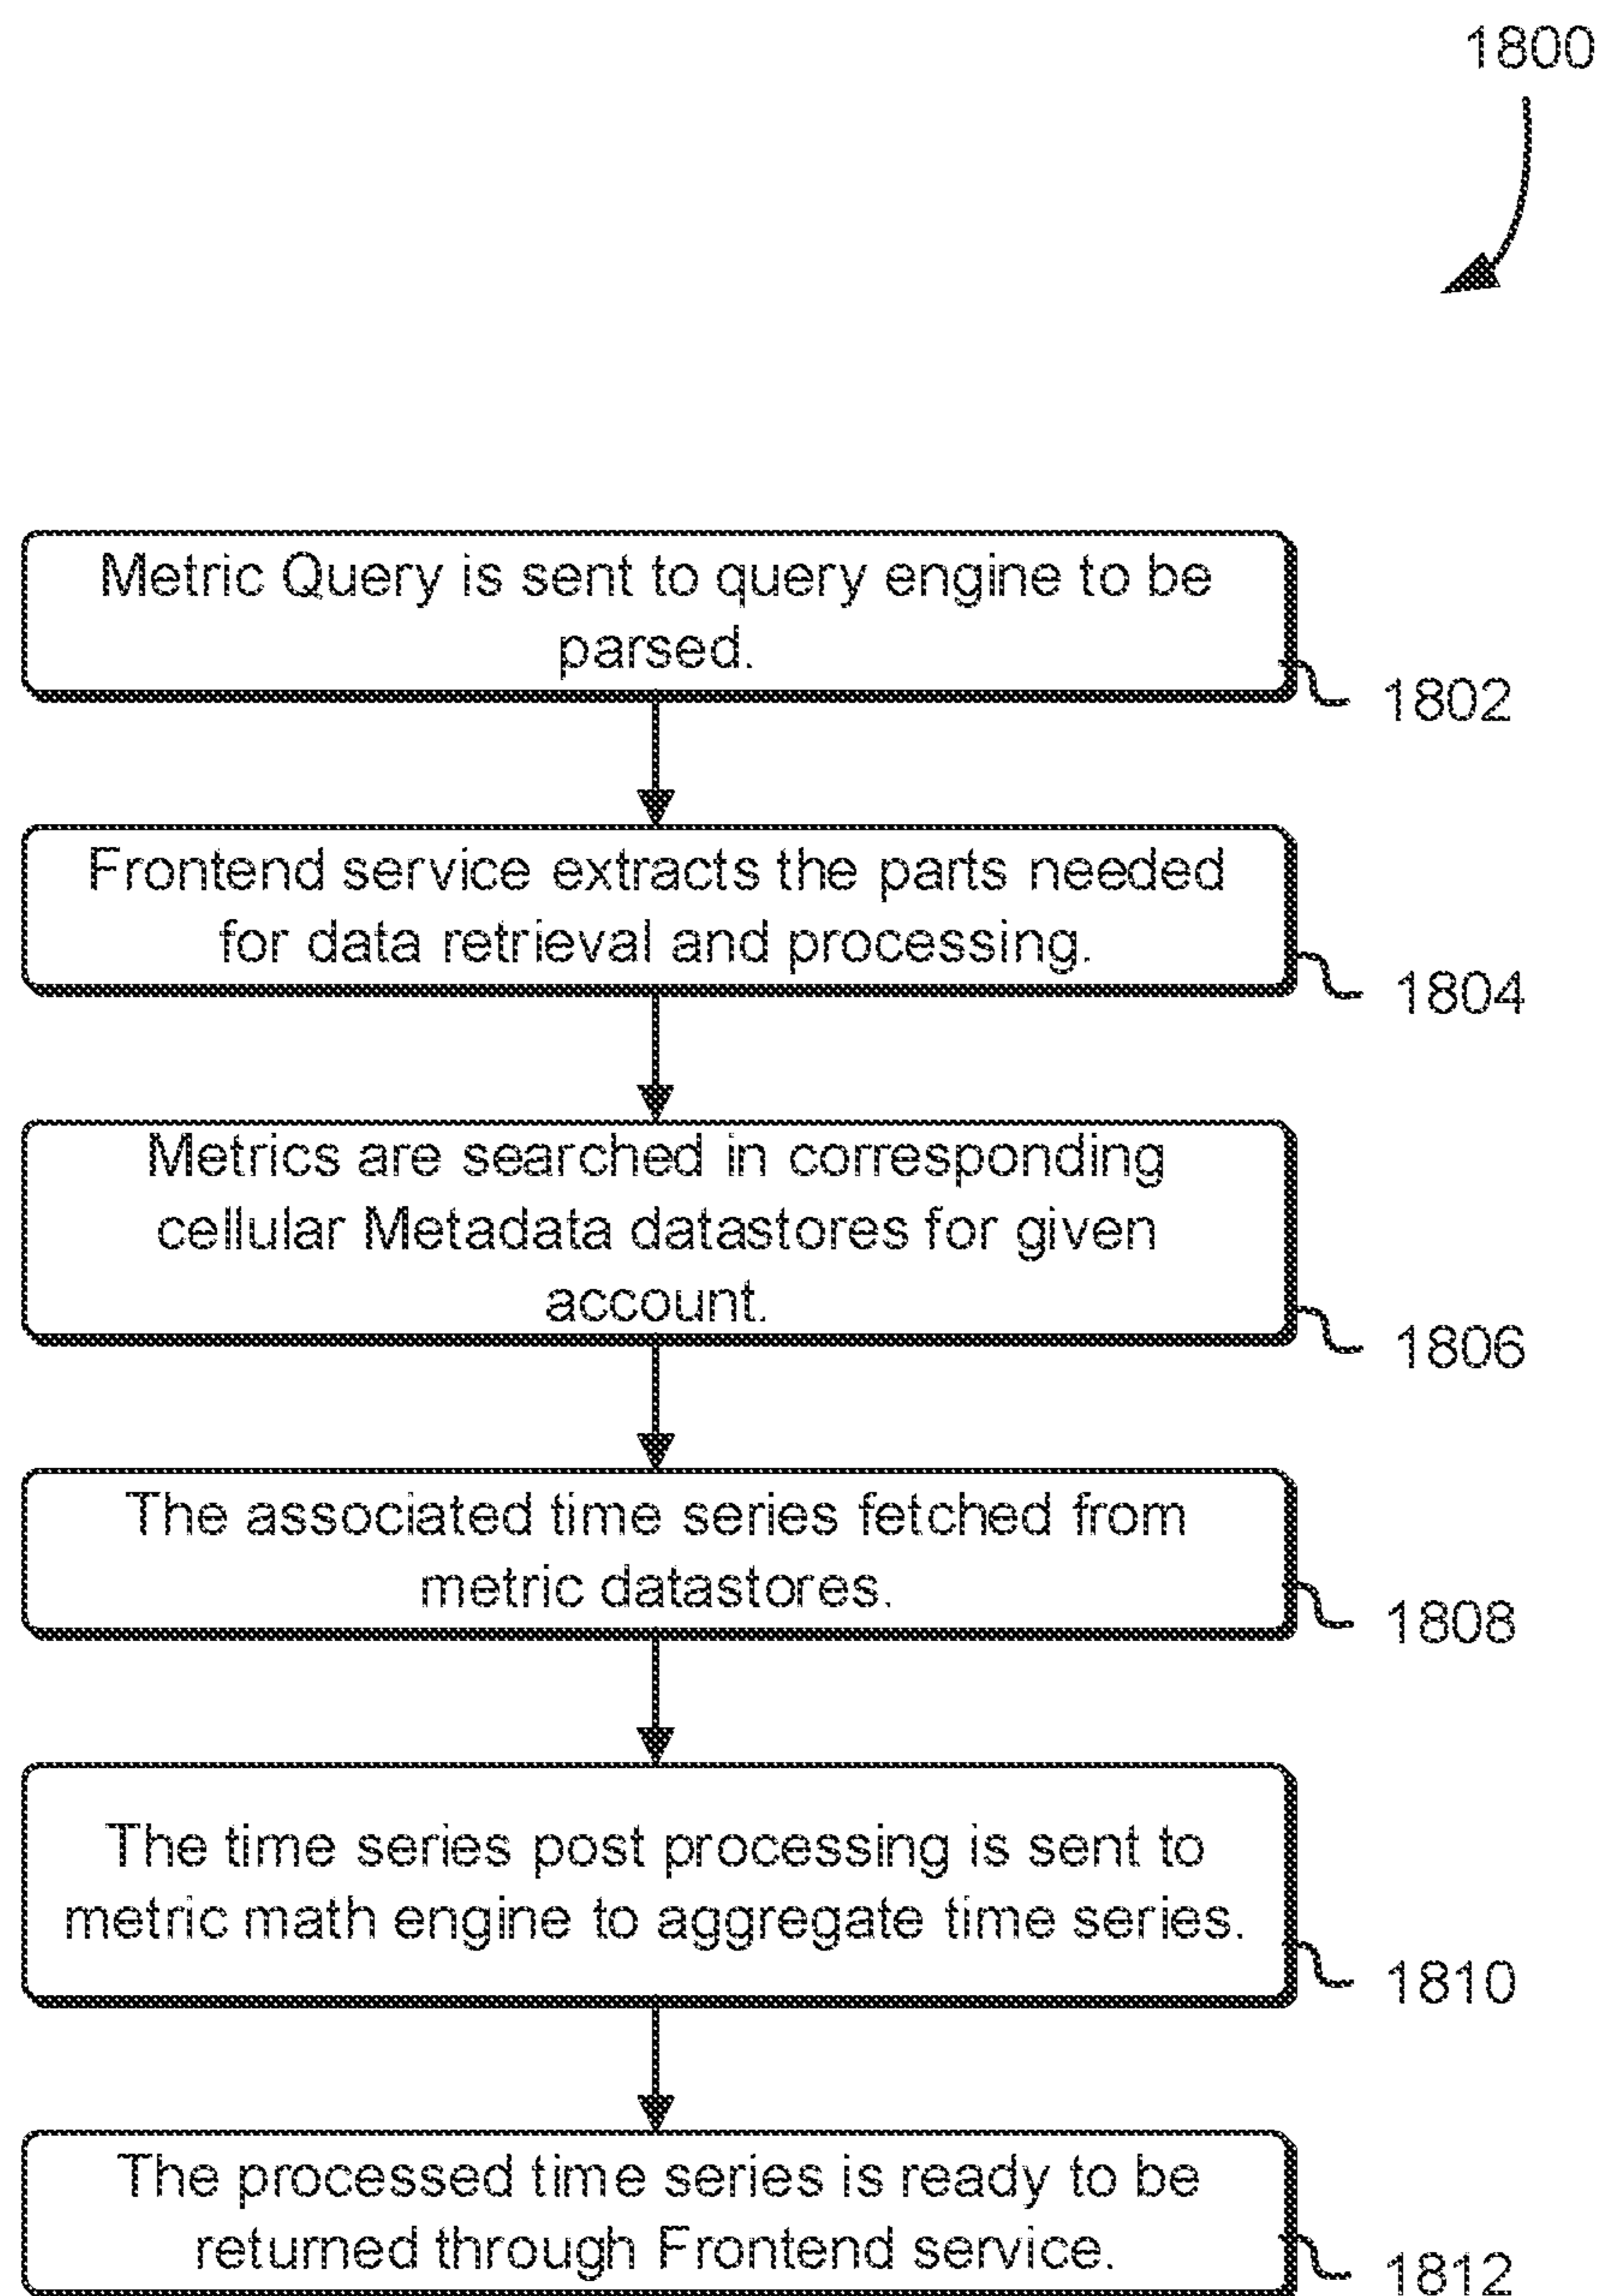 1800
Metric Query is sent to query engine to be
parsed.
1802
Frontend service extracts the parts needed
for data retrieval and processing.
1804
Metrics are searched in corresponding
cellular Metadata datastores for given
account.
1806
The associated time series fetched from
metric datastores.
1808
The time series post processing is sent to
metric math engine to aggregate time series.
1810
The processed time series is ready to be
returned through Frontend service.
1812